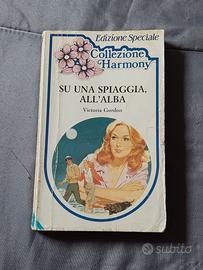 Edizione Speciale
Collezione
Harmony
SU UNA SPIAGGIA,
ALL'ALBA
Victoria Gordon
subito